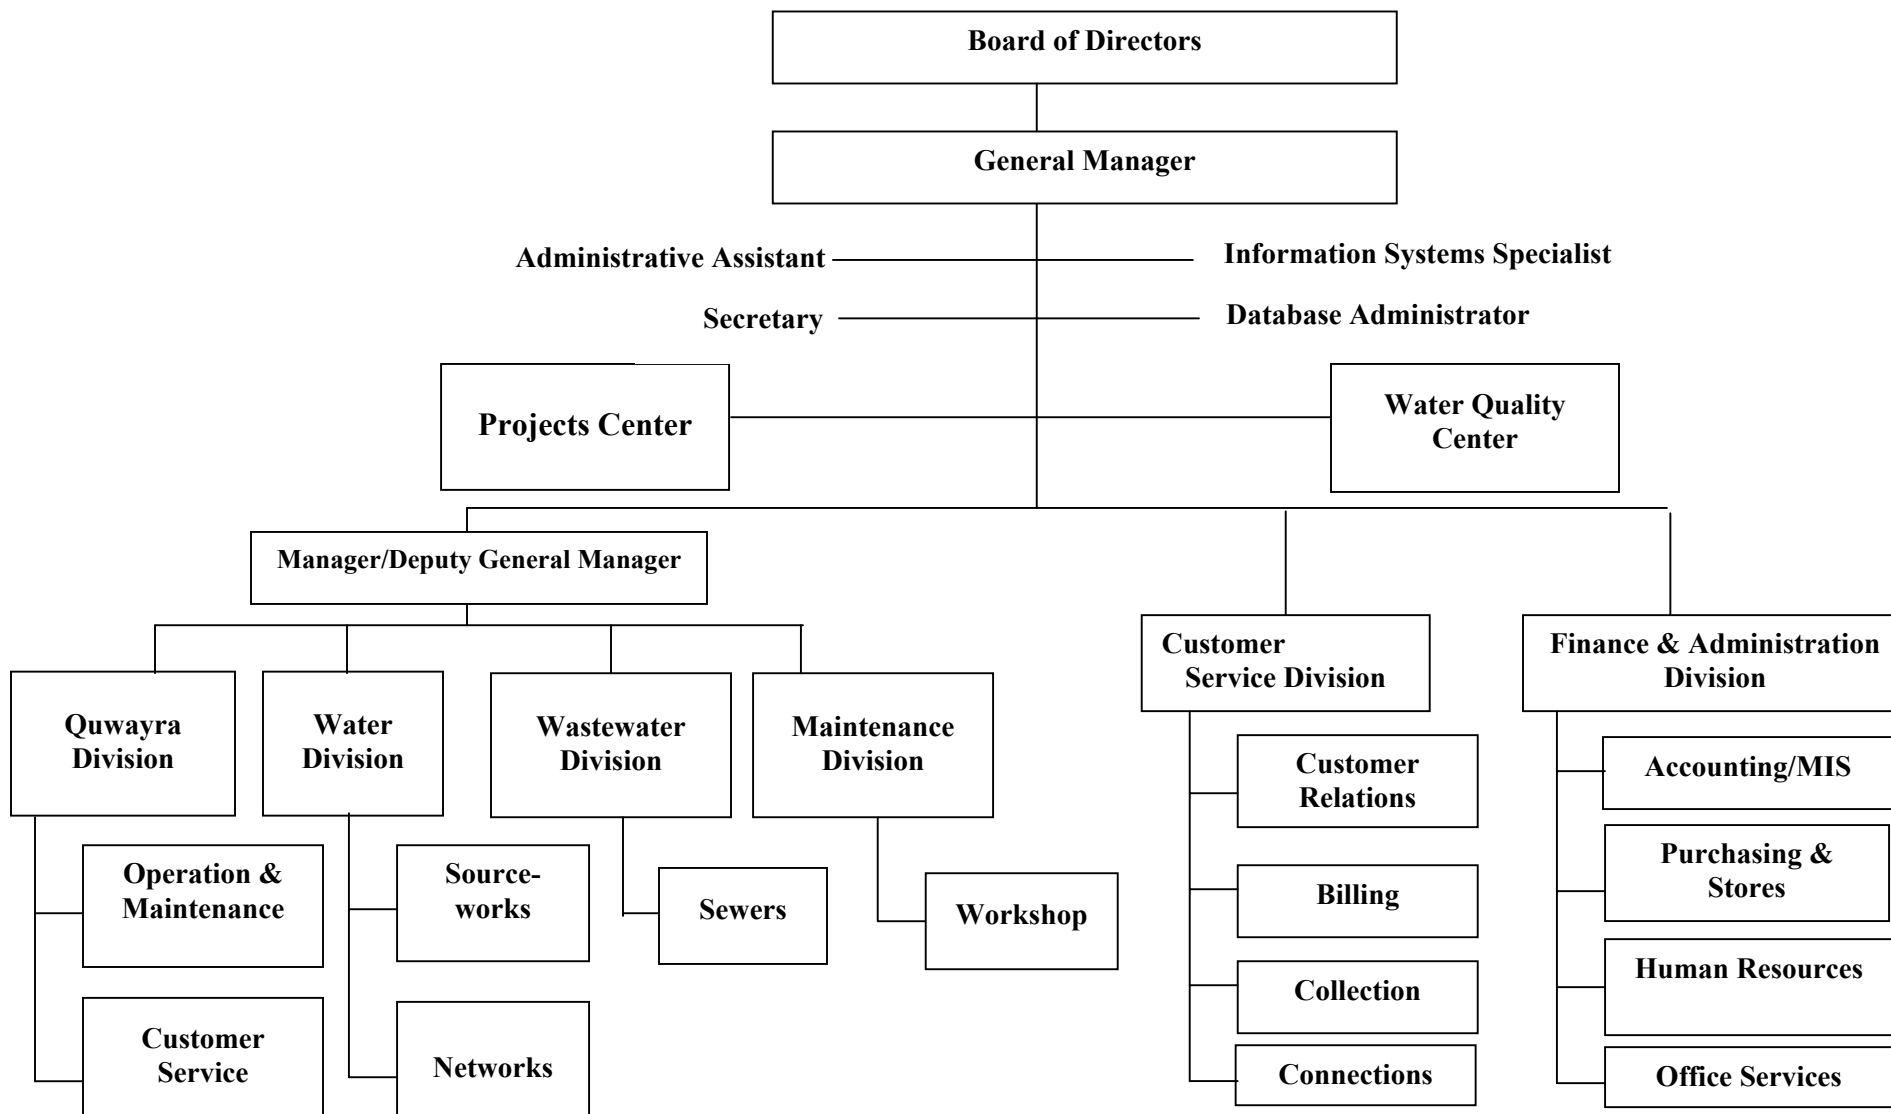 Board of Directors
General Manager
Administrative Assistant
Information Systems Specialist
Secretary
Database Administrator
Projects Center
Water Quality
Center
Manager/Deputy General Manager
Customer
Service Division
Finance & Administration
Division
Quwayra
Division
Water
Division
Wastewater
Division
Maintenance
Division
Customer
Relations
Accounting/MIS
Operation &
Maintenance
Source-
works
Sewers
Workshop
Billing
Purchasing &
Stores
Collection
Human Resources
Customer
Service
Networks
Connections
Office Services